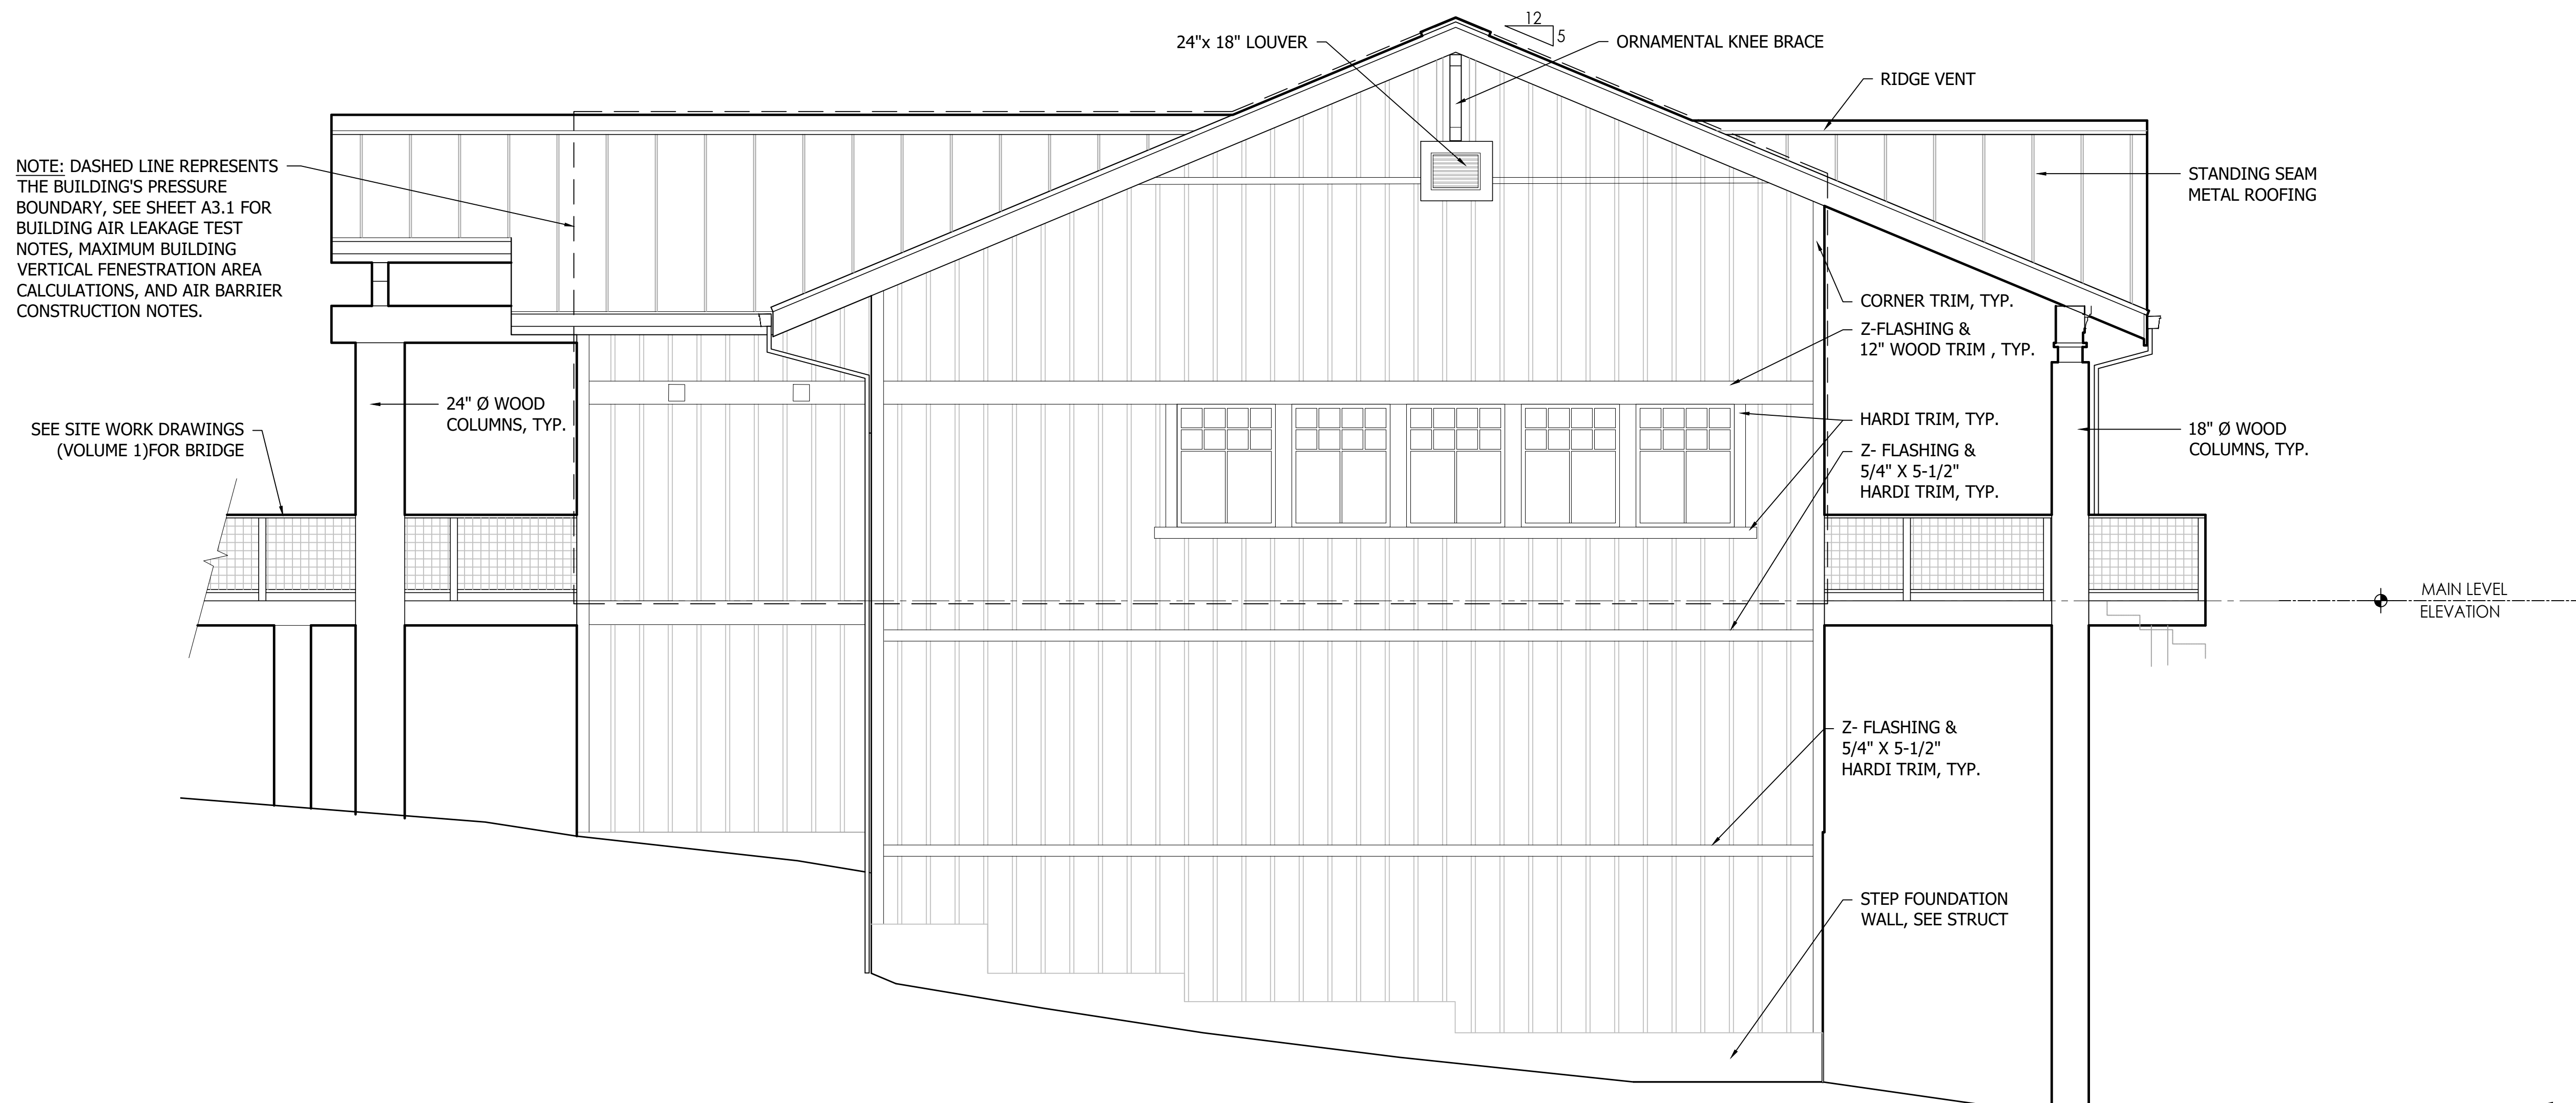 12
5
24"x 18" LOUVER
ORNAMENTAL KNEE BRACE
RIDGE VENT
NOTE: DASHED LINE REPRESENTS
THE BUILDING'S PRESSURE
BOUNDARY, SEE SHEET A3.1 FOR
BUILDING AIR LEAKAGE TEST
NOTES, MAXIMUM BUILDING
VERTICAL FENESTRATION AREA
CALCULATIONS, AND AIR BARRIER
CONSTRUCTION NOTES.
STANDING SEAM
METAL ROOFING
CORNER TRIM, TYP.
Z-FLASHING &
12" WOOD TRIM , TYP.
24" Ø WOOD
COLUMNS, TYP.
SEE SITE WORK DRAWINGS
(VOLUME 1)FOR BRIDGE
HARDI TRIM, TYP.
Z- FLASHING &
5/4" X 5-1/2"
HARDI TRIM, TYP.
18" Ø WOOD
COLUMNS, TYP.
MAIN LEVEL
ELEVATION
Z- FLASHING &
5/4" X 5-1/2"
HARDI TRIM, TYP.
STEP FOUNDATION
WALL, SEE STRUCT